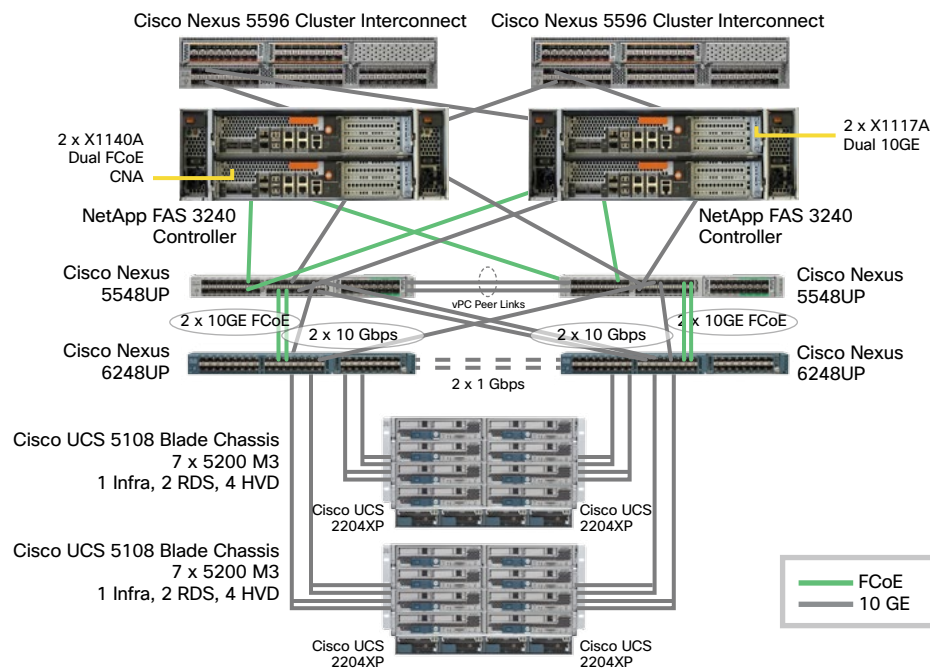 Cisco Nexus 5596 Cluster Interconnect
Cisco Nexus 5596 Cluster Interconnect
2 x X1140A
Dual FCoE
CNA
2 x X1117A
Dual 10GE
NetApp FAS 3240
Controller
NetApp FAS 3240
Controller
Cisco Nexus
5548UP
vPC Peer Links
Cisco Nexus
5548UP
2 x 10GE FCoE
2 x 10 Gbps
2 x 10 Gbps
2 x 10GE FCoE
Cisco Nexus
6248UP
2 x 1 Gbps
Cisco Nexus
6248UP
Cisco UCS 5108 Blade Chassis
7 x 5200 M3
1 Infra, 2 RDS, 4 HVD
Cisco UCS
2204XP
Cisco UCS
2204XP
Cisco UCS 5108 Blade Chassis
7 x 5200 M3
1 Infra, 2 RDS, 4 HVD
Cisco UCS
2204XP
Cisco UCS
2204XP
FCoE
10 GE